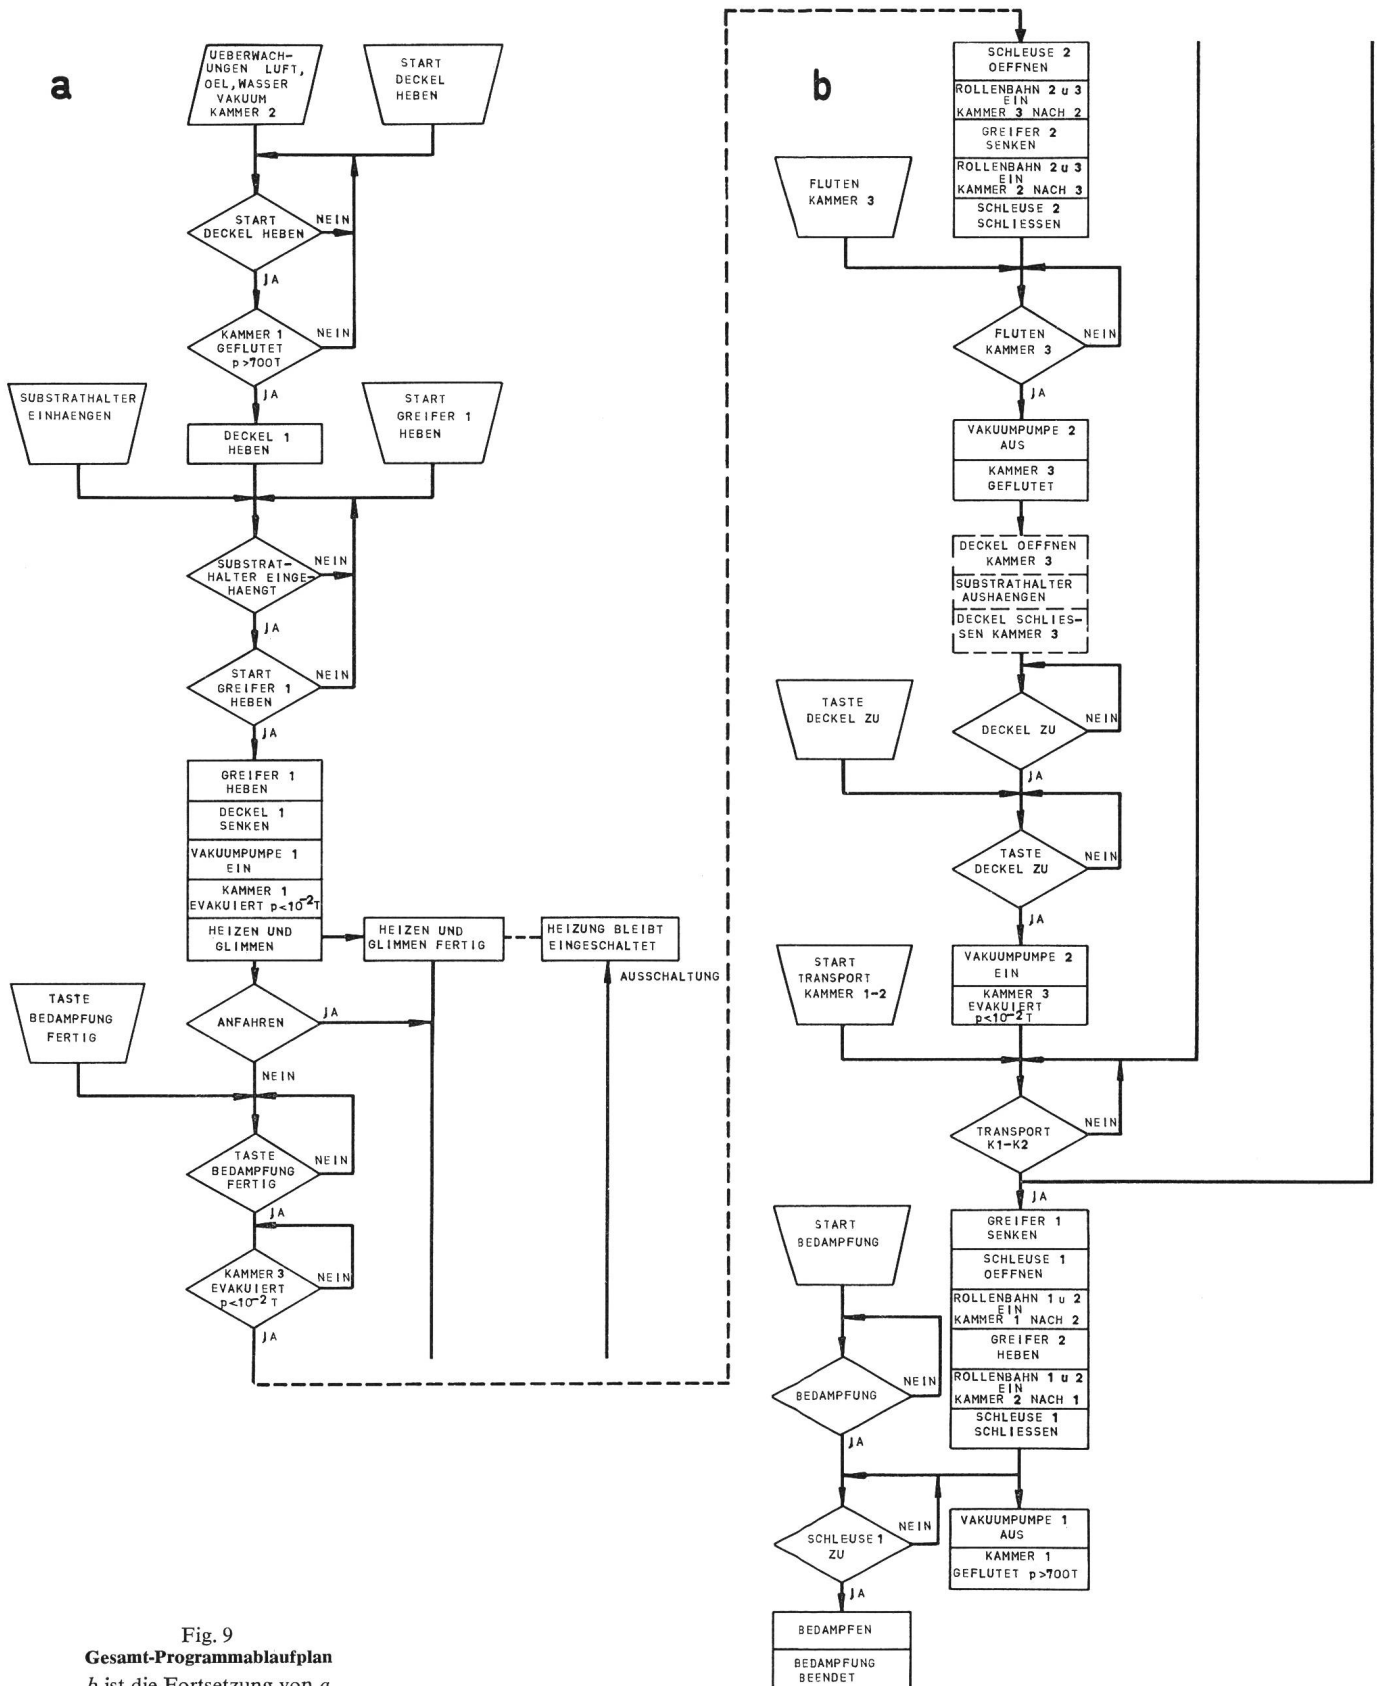 a
UEBERWACH-
UNGEN LUFT,
OEL, WASSER
VAKUUM
KAMMER 2
START
DECKEL
HEBEN
START
DECKEL HEBEN
NEIN
JA
KAMMER 1
GEFLUTET
p>700T
NEIN
JA
SUBSTRATHALTER
EINHAENGEN
DECKEL 1
HEBEN
START
GREIFER 1
HEBEN
SUBSTRAT-
HALTER EINGE-
HAENGT
NEIN
JA
START
GREIFER 1
HEBEN
NEIN
JA
GREIFER 1
HEBEN
DECKEL 1
SENKEN
VAKUUMPUMPE 1
EIN
KAMMER 1
EVAKUIERT p<10⁻²T
HEIZEN UND
GLIMMEN
HEIZEN UND
GLIMMEN FERTIG
HEIZUNG BLEIBT
EINGESCHALTET
AUSSCHALTUNG
TASTE
BEDAMPFUNG
FERTIG
ANFAHREN
JA
NEIN
TASTE
BEDAMPFUNG
FERTIG
NEIN
JA
KAMMER 3
EVAKUIERT
p<10⁻² T
NEIN
JA
b
SCHLEUSE 2
OEFFNEN
ROLLENBAHN 2 u 3
EIN
KAMMER 3 NACH 2
GREIFER 2
SENKEN
ROLLENBAHN 2 u 3
EIN
KAMMER 2 NACH 3
SCHLEUSE 2
SCHLIESSEN
FLUTEN
KAMMER 3
FLUTEN
KAMMER 3
NEIN
JA
VAKUUMPUMPE 2
AUS
KAMMER 3
GEFLUTET
DECKEL OEFFNEN
KAMMER 3
SUBSTRATHALTER
AUSHAENGEN
DECKEL SCHLIES-
SEN KAMMER 3
TASTE
DECKEL ZU
DECKEL ZU
NEIN
JA
TASTE
DECKEL ZU
NEIN
JA
START
TRANSPORT
KAMMER 1-2
VAKUUMPUMPE 2
EIN
KAMMER 3
EVAKUIERT
p<10⁻² T
TRANSPORT
K1-K2
NEIN
JA
START
BEDAMPFUNG
GREIFER 1
SENKEN
SCHLEUSE 1
OEFFNEN
ROLLENBAHN 1 u 2
EIN
KAMMER 1 NACH 2
GREIFER 2
HEBEN
ROLLENBAHN 1 u 2
EIN
KAMMER 2 NACH 1
SCHLEUSE 1
SCHLIESSEN
BEDAMPFUNG
NEIN
JA
SCHLEUSE 1
ZU
NEIN
JA
VAKUUMPUMPE 1
AUS
KAMMER 1
GEFLUTET p>700T
BEDAMPFEN
BEDAMPFUNG
BEENDET
Fig. 9
Gesamt-Programmablaufplan
b ist die Fortsetzung von a